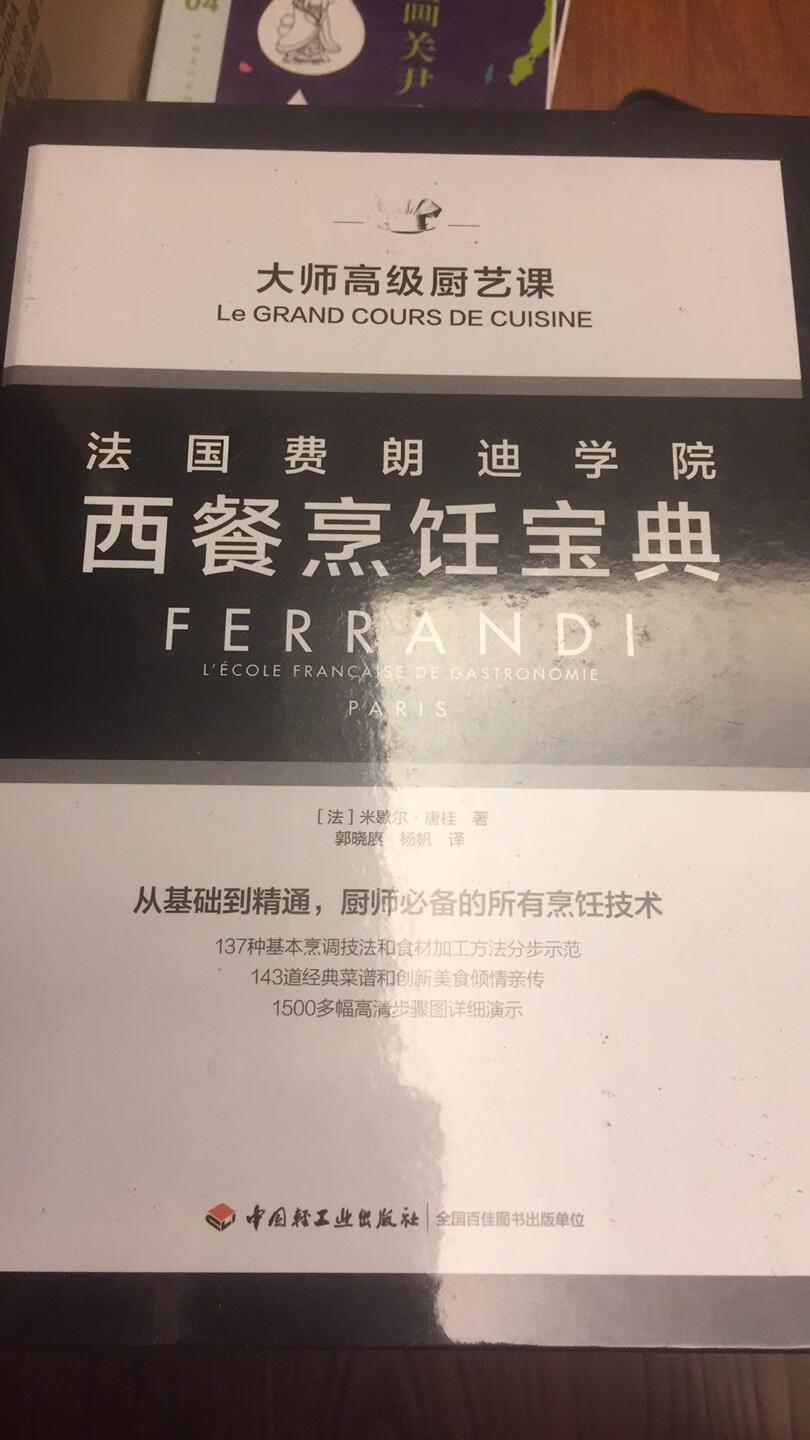 04
画关尹
大师高级厨艺课
Le GRAND COURS DE CUISINE
法国费朗迪学院
西餐烹饪宝典
FERRANDI
L'ÉCOLE FRANÇAISE DE GASTRONOMIE
PARIS
[法]米歇尔·唐桂 著
郭晓赓 杨帆 译
从基础到精通，厨师必备的所有烹饪技术
137种基本烹调技法和食材加工方法分步示范
143道经典菜谱和创新美食倾情亲传
1500多幅高清步骤图详细演示
中国轻工业出版社 全国百佳图书出版单位